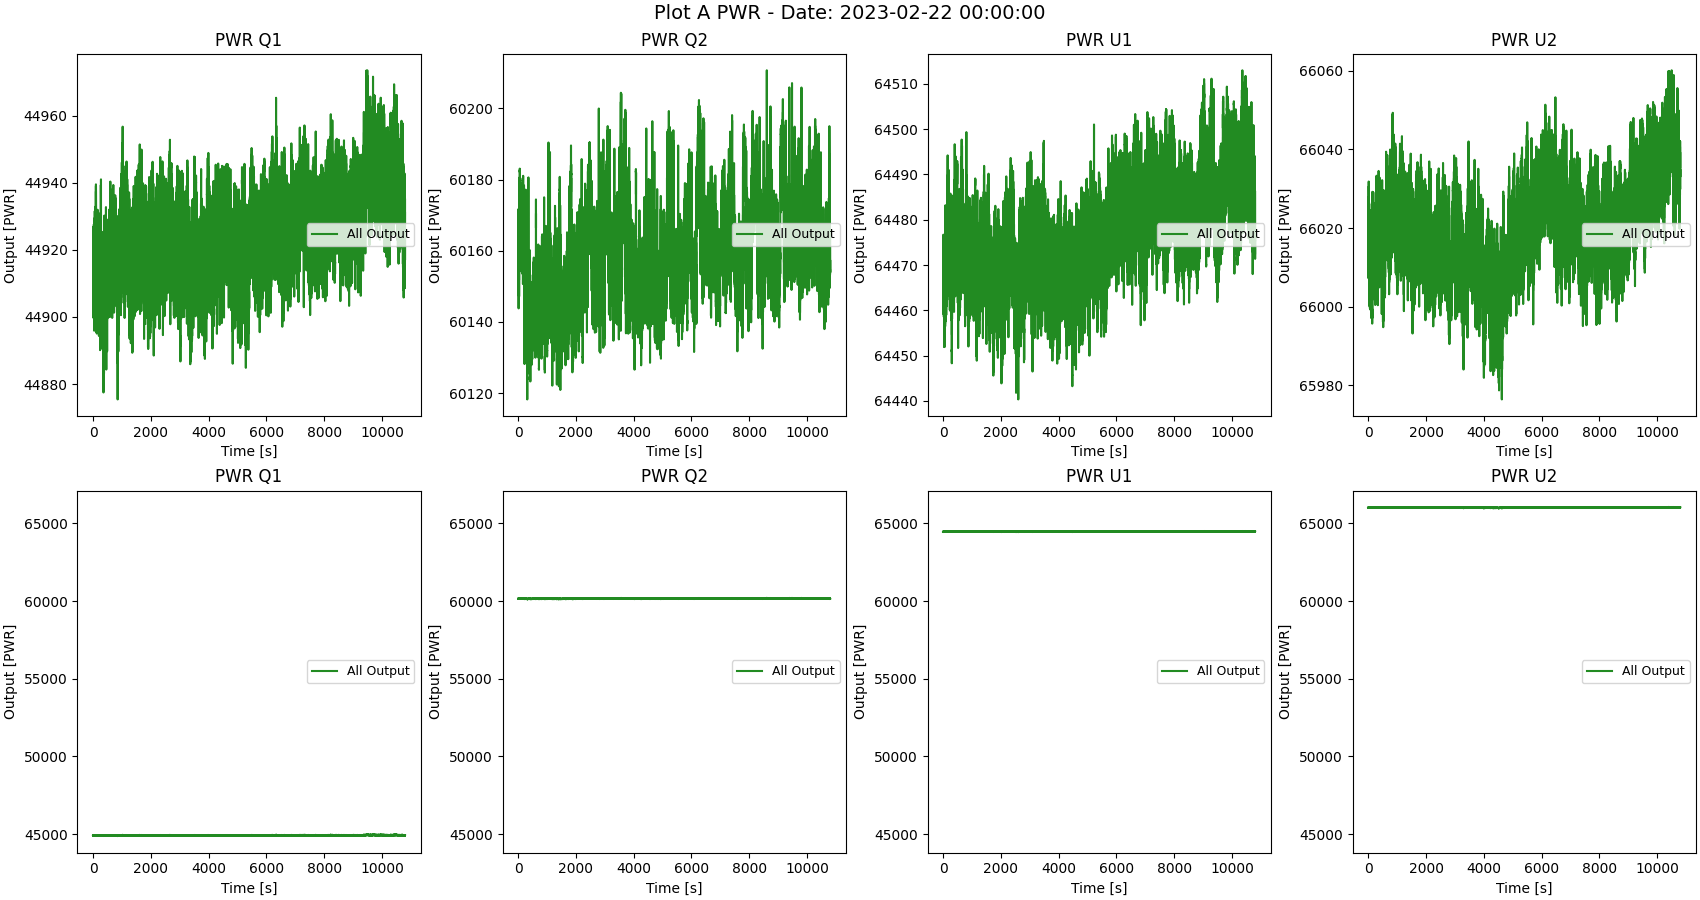 Plot A PWR - Date: 2023-02-22 00:00:00
PWR Q1
Output [PWR]
44960
44940
44920
44900
44880
All Output
0 2000 4000 6000 8000 10000
Time [s]
PWR Q2
Output [PWR]
60200
60180
60160
60140
60120
All Output
0 2000 4000 6000 8000 10000
Time [s]
PWR U1
Output [PWR]
64510
64500
64490
64480
64470
64460
64450
64440
All Output
0 2000 4000 6000 8000 10000
Time [s]
PWR U2
Output [PWR]
66060
66040
66020
66000
65980
All Output
0 2000 4000 6000 8000 10000
Time [s]
PWR Q1
Output [PWR]
65000
60000
55000
50000
45000
All Output
0 2000 4000 6000 8000 10000
Time [s]
PWR Q2
Output [PWR]
65000
60000
55000
50000
45000
All Output
0 2000 4000 6000 8000 10000
Time [s]
PWR U1
Output [PWR]
65000
60000
55000
50000
45000
All Output
0 2000 4000 6000 8000 10000
Time [s]
PWR U2
Output [PWR]
65000
60000
55000
50000
45000
All Output
0 2000 4000 6000 8000 10000
Time [s]